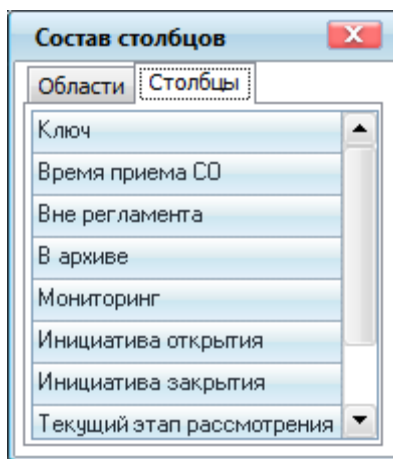 Состав столбцов
Области Столбцы
Ключ
Время приема СО
Вне регламента
В архиве
Мониторинг
Инициатива открытия
Инициатива закрытия
Текущий этап рассмотрения